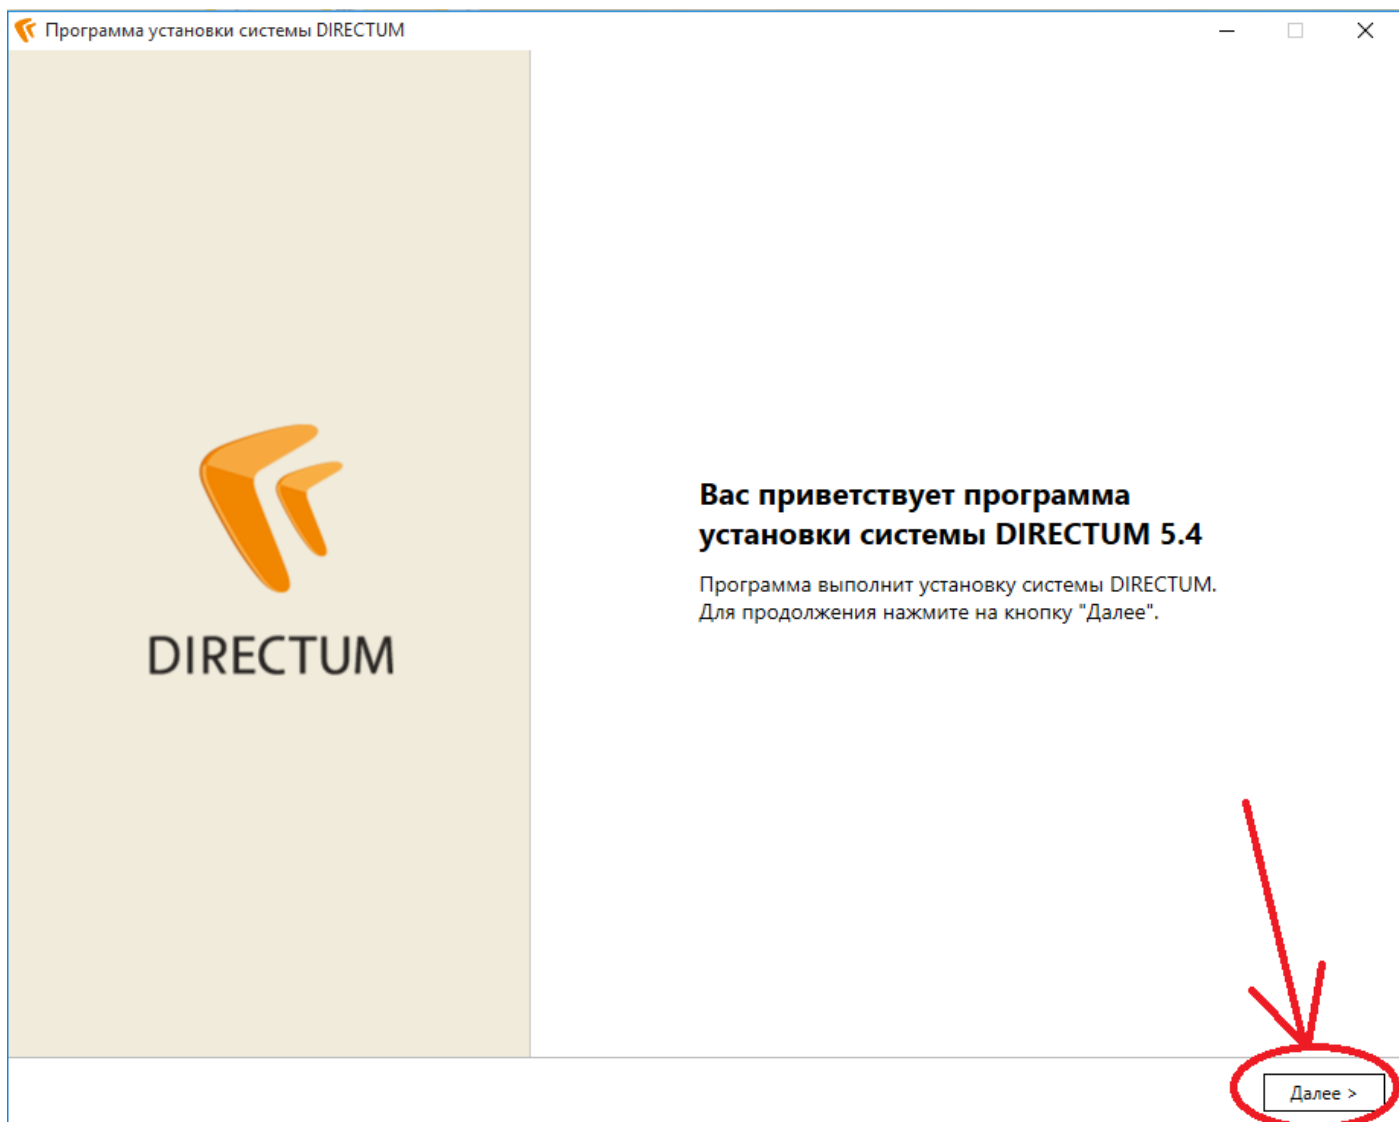 Программа установки системы DIRECTUM
DIRECTUM
Вас приветствует программа
установки системы DIRECTUM 5.4
Программа выполнит установку системы DIRECTUM.
Для продолжения нажмите на кнопку "Далее".
Далее >